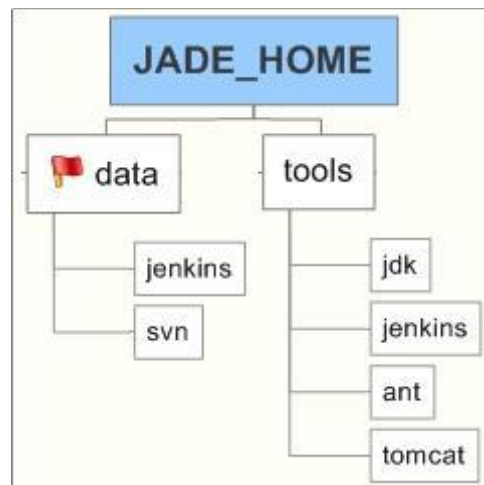 JADE_HOME
data
tools
jenkins
svn
jdk
jenkins
ant
tomcat